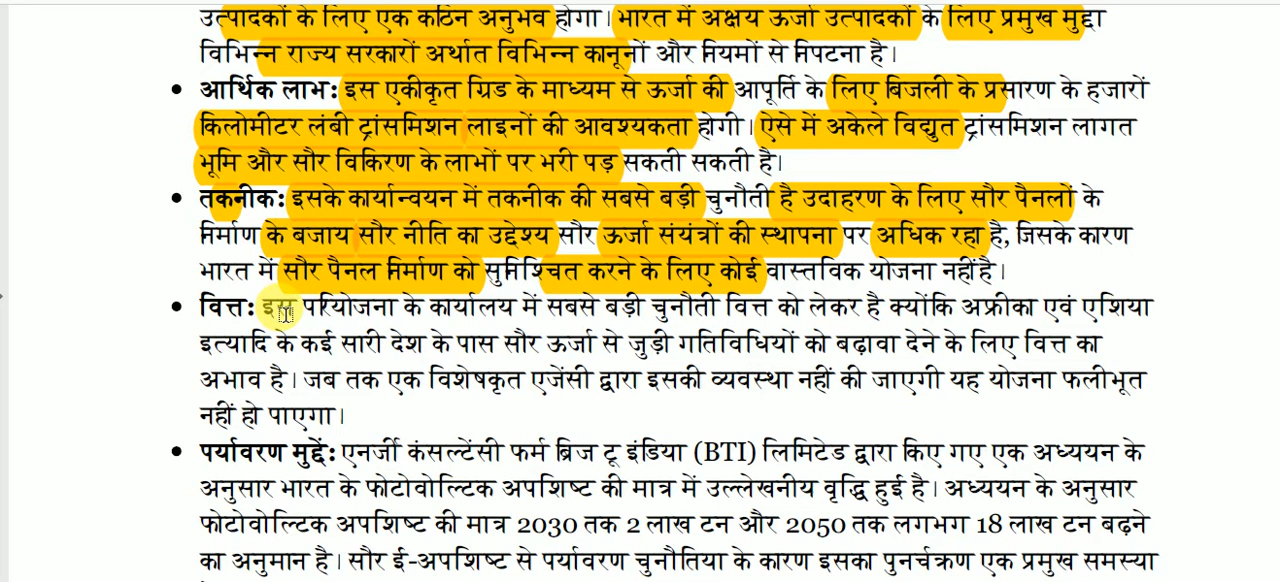 उत्पादकों के लिए एक कठिन अनुभव होगा। भारत में अक्षय ऊर्जा उत्पादकों के लिए प्रमुख मुद्दा
विभिन्न राज्य सरकारों अर्थात विभिन्न कानूनों और नियमों से निपटना है।
• आर्थिक लाभ: इस एकीकृत ग्रिड के माध्यम से ऊर्जा की आपूर्ति के लिए बिजली के प्रसारण के हजारों
किलोमीटर लंबी ट्रांसमिशन लाइनों की आवश्यकता होगी। ऐसे में अकेले विद्युत ट्रांसमिशन लागत
भूमि और सौर विकिरण के लाभों पर भरी पड़ सकती सकती है।
• तकनीक: इसके कार्यान्वयन में तकनीक की सबसे बड़ी चुनौती है उदाहरण के लिए सौर पैनलों के
निर्माण के बजाय सौर नीति का उद्देश्य सौर ऊर्जा संयंत्रों की स्थापना पर अधिक रहा है, जिसके कारण
भारत में सौर पैनल निर्माण को सुनिश्चित करने के लिए कोई वास्तविक योजना नहींहै।
• वित्त: इस परियोजना के कार्यालय में सबसे बड़ी चुनौती वित्त को लेकर है क्योंकि अफ्रीका एवं एशिया
इत्यादि के कई सारी देश के पास सौर ऊर्जा से जुड़ी गतिविधियों को बढ़ावा देने के लिए वित्त का
अभाव है। जब तक एक विशेषकृत एजेंसी द्वारा इसकी व्यवस्था नहीं की जाएगी यह योजना फलीभूत
नहीं हो पाएगा।
• पर्यावरण मुद्दें: एनर्जी कंसल्टेंसी फर्म ब्रिज टू इंडिया (BTI) लिमिटेड द्वारा किए गए एक अध्ययन के
अनुसार भारत के फोटोवोल्टिक अपशिष्ट की मात्र में उल्लेखनीय वृद्धि हुई है। अध्ययन के अनुसार
फोटोवोल्टिक अपशिष्ट की मात्र 2030 तक 2 लाख टन और 2050 तक लगभग 18 लाख टन बढ़ने
का अनुमान है। सौर ई-अपशिष्ट से पर्यावरण चुनौतिया के कारण इसका पुनर्चक्रण एक प्रमुख समस्या